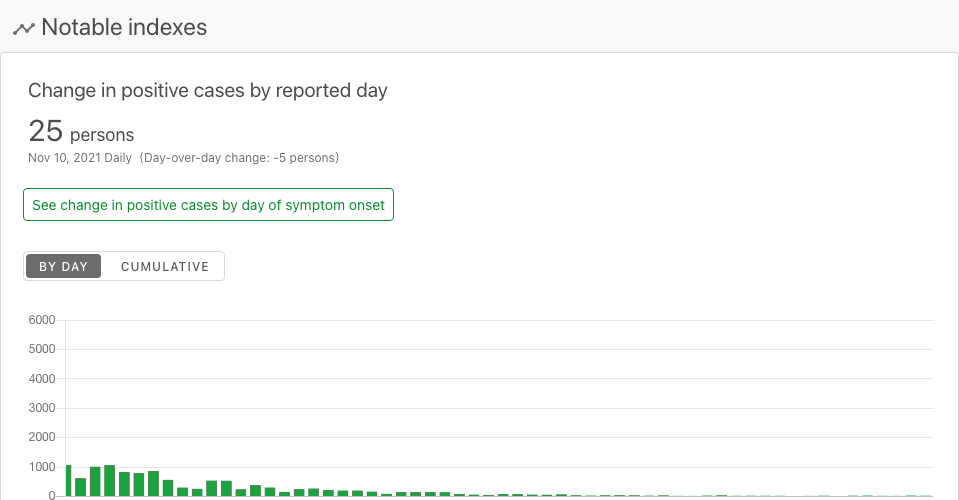 Notable indexes
Change in positive cases by reported day
25 persons
Nov 10, 2021 Daily (Day-over-day change: -5 persons)
See change in positive cases by day of symptom onset
BY DAY CUMULATIVE
6000
5000
4000
3000
2000
1000
0